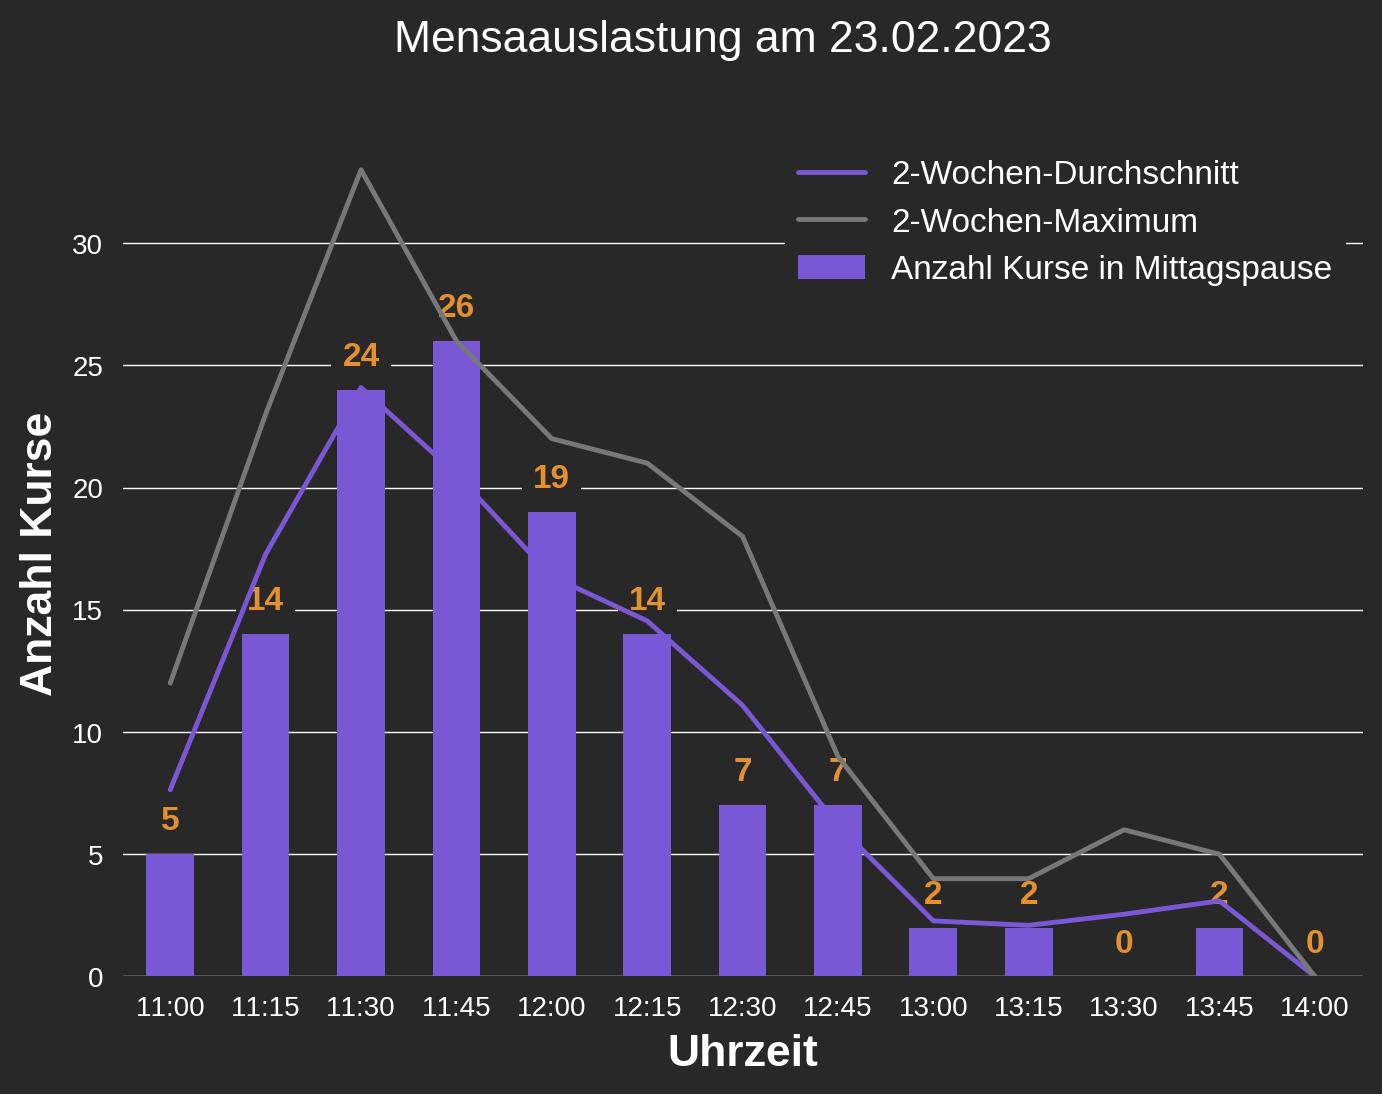 Mensaauslastung am 23.02.2023
2-Wochen-Durchschnitt
2-Wochen-Maximum
Anzahl Kurse in Mittagspause
Anzahl Kurse
30
25
20
15
10
5
0
5
14
24
26
19
14
7
7
2
2
0
2
0
11:00 11:15 11:30 11:45 12:00 12:15 12:30 12:45 13:00 13:15 13:30 13:45 14:00
Uhrzeit